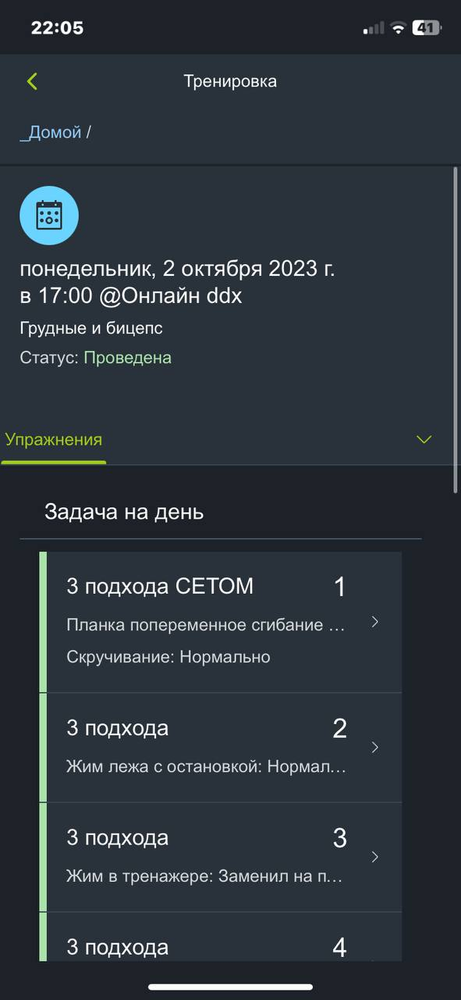 22:05
41
Тренировка
_Домой /
понедельник, 2 октября 2023 г.
в 17:00 @Онлайн ddx
Грудные и бицепс
Статус: Проведена
Упражнения
Задача на день
3 подхода СЕТОМ 1
Планка попеременное сгибание ...
Скручивание: Нормально
3 подхода 2
Жим лежа с остановкой: Нормал...
3 подхода 3
Жим в тренажере: Заменил на п...
3 подхода 4